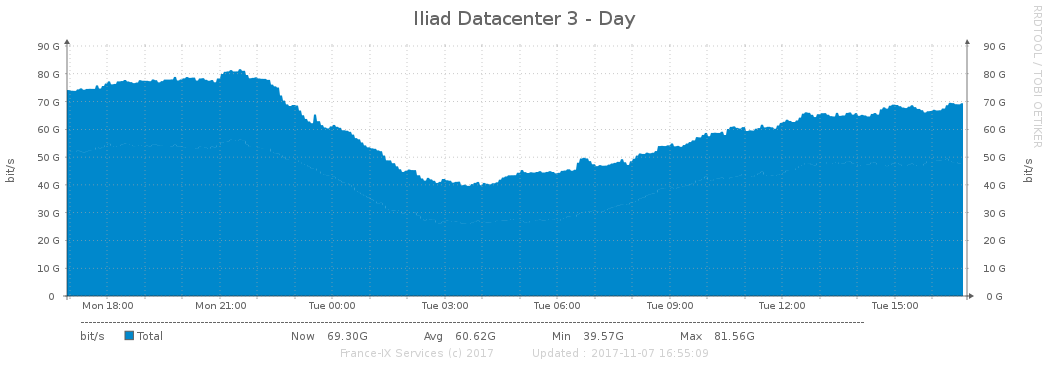 Iliad Datacenter 3 - Day
RRDTOOL / TOBI OETIKER
90 G 90 G
80 G 80 G
70 G 70 G
60 G 60 G
50 G 50 G
40 G 40 G
30 G 30 G
20 G 20 G
10 G 10 G
0 0 G
bit/s bit/s
Mon 18:00 Mon 21:00 Tue 00:00 Tue 03:00 Tue 06:00 Tue 09:00 Tue 12:00 Tue 15:00
bit/s Total Now 69.30G Avg 60.62G Min 39.57G Max 81.56G
France-IX Services (c) 2017 Updated : 2017-11-07 16:55:09